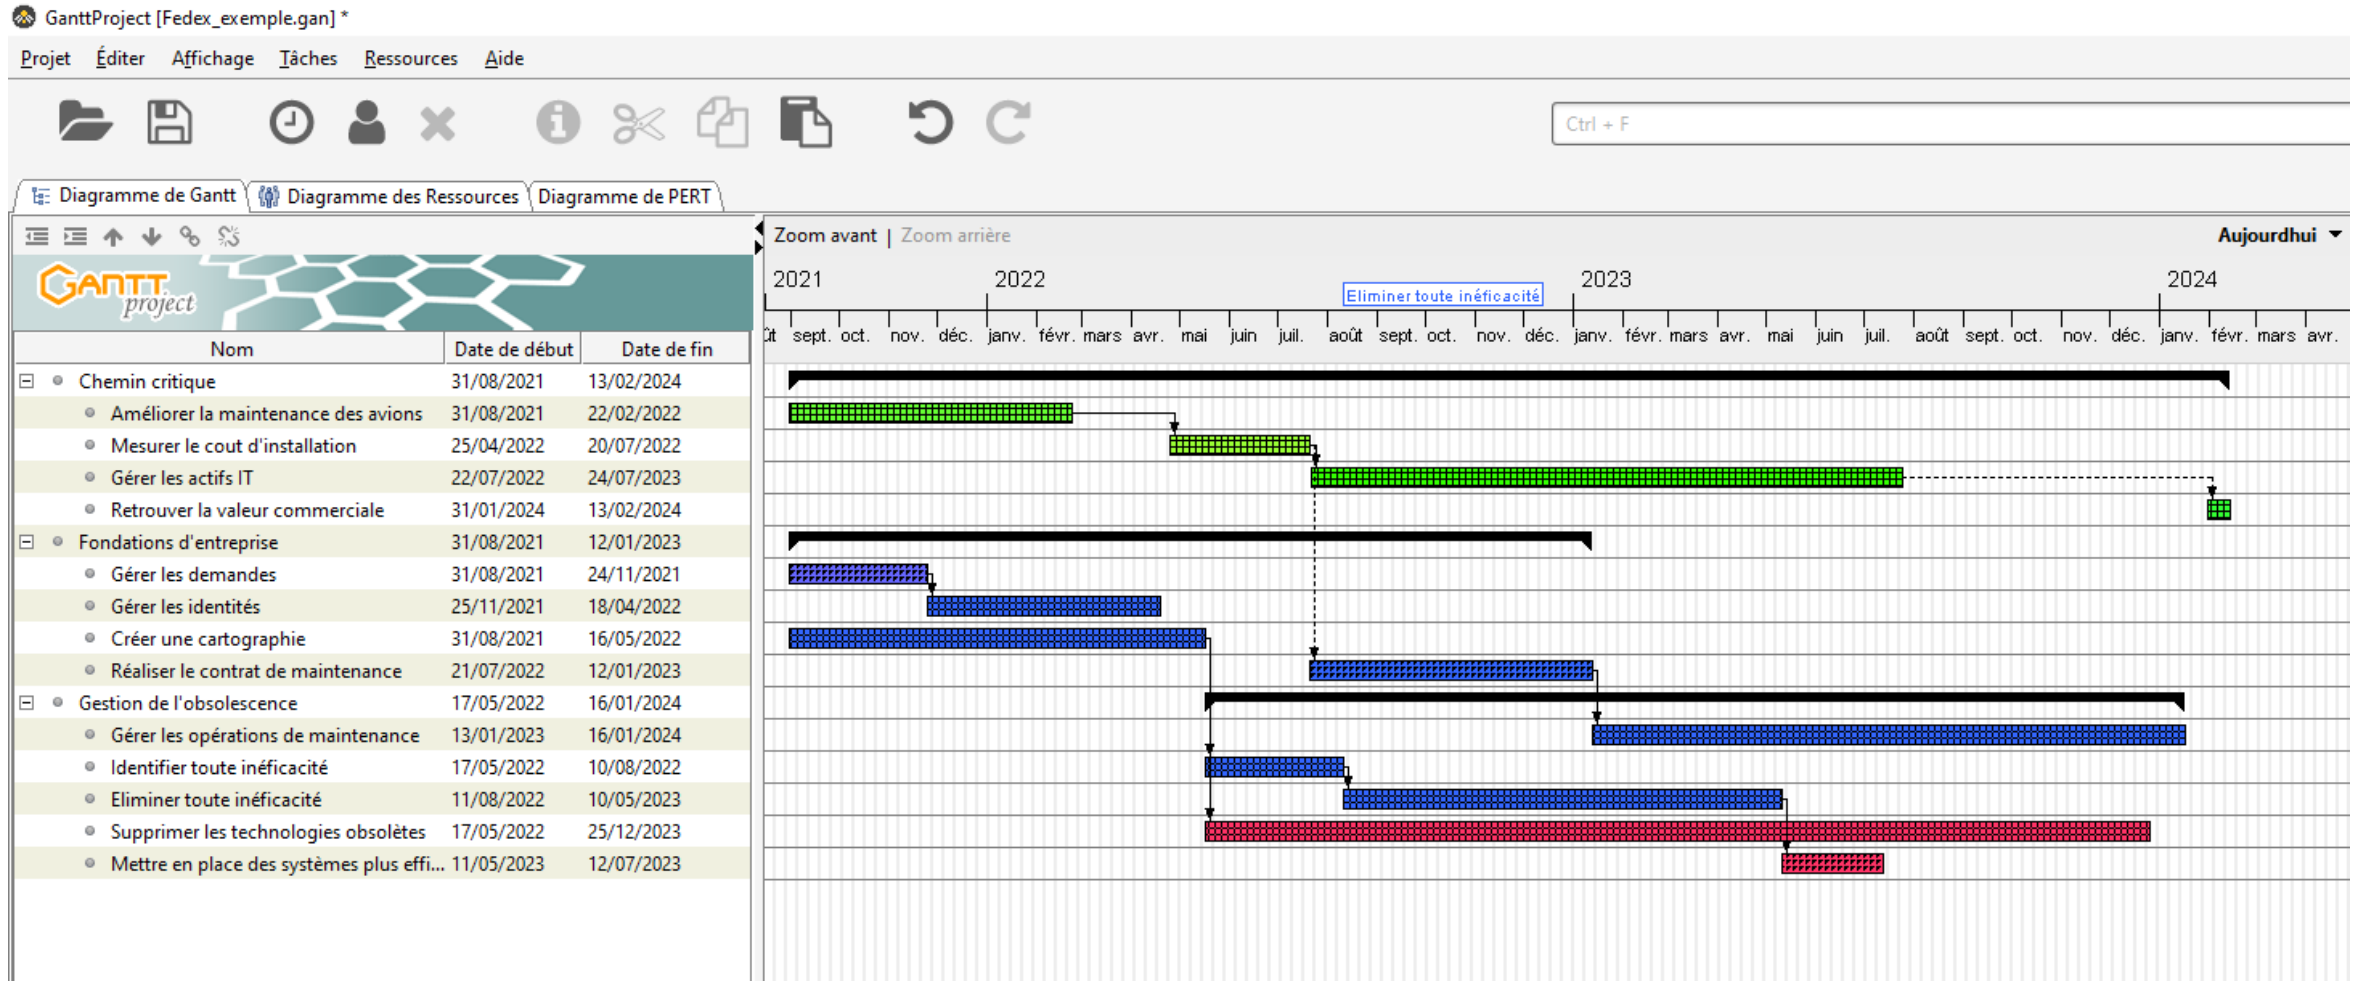 GanttProject [Fedex_exemple.gan] *
Projet Éditer Affichage Tâches Ressources Aide
Ctrl + F
Diagramme de Gantt Diagramme des Ressources Diagramme de PERT
Zoom avant | Zoom arrière Aujourdhui
GANTT project
2021 2022 2023 2024
Eliminer toute inéficacité
ût sept. oct. nov. déc. janv. févr. mars avr. mai juin juil. août sept. oct. nov. déc. janv. févr. mars avr. mai juin juil. août sept. oct. nov. déc. janv. févr. mars avr.
Nom Date de début Date de fin
Chemin critique 31/08/2021 13/02/2024
Améliorer la maintenance des avions 31/08/2021 22/02/2022
Mesurer le cout d'installation 25/04/2022 20/07/2022
Gérer les actifs IT 22/07/2022 24/07/2023
Retrouver la valeur commerciale 31/01/2024 13/02/2024
Fondations d'entreprise 31/08/2021 12/01/2023
Gérer les demandes 31/08/2021 24/11/2021
Gérer les identités 25/11/2021 18/04/2022
Créer une cartographie 31/08/2021 16/05/2022
Réaliser le contrat de maintenance 21/07/2022 12/01/2023
Gestion de l'obsolescence 17/05/2022 16/01/2024
Gérer les opérations de maintenance 13/01/2023 16/01/2024
Identifier toute inéficacité 17/05/2022 10/08/2022
Eliminer toute inéficacité 11/08/2022 10/05/2023
Supprimer les technologies obsolètes 17/05/2022 25/12/2023
Mettre en place des systèmes plus effi... 11/05/2023 12/07/2023